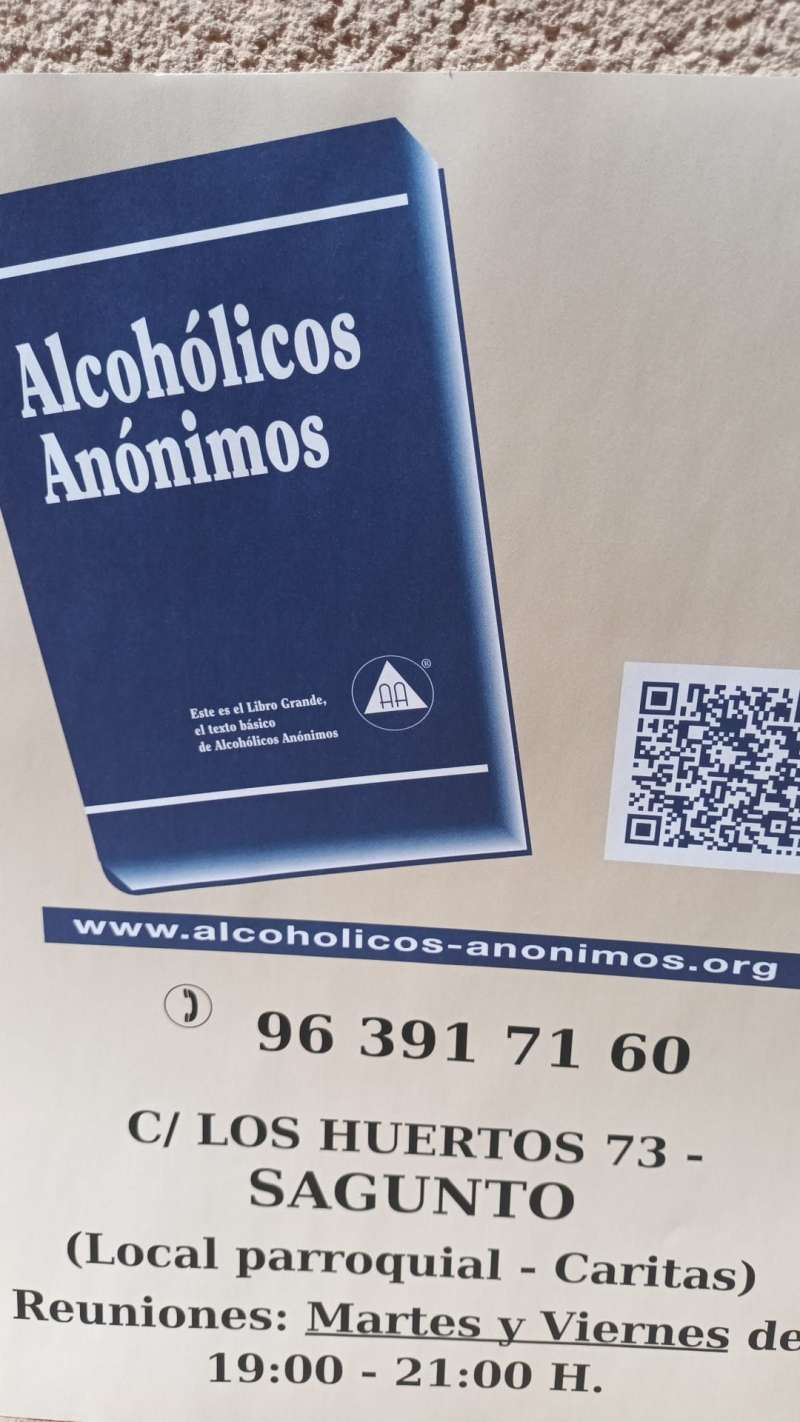 Alcohólicos
Anónimos
Este es el Libro Grande,
el texto básico
de Alcohólicos Anónimos
AA ®
www.alcoholicos-anonimos.org
96 391 71 60
C/ LOS HUERTOS 73 -
SAGUNTO
(Local parroquial - Caritas)
Reuniones: Martes y Viernes de
19:00 - 21:00 H.